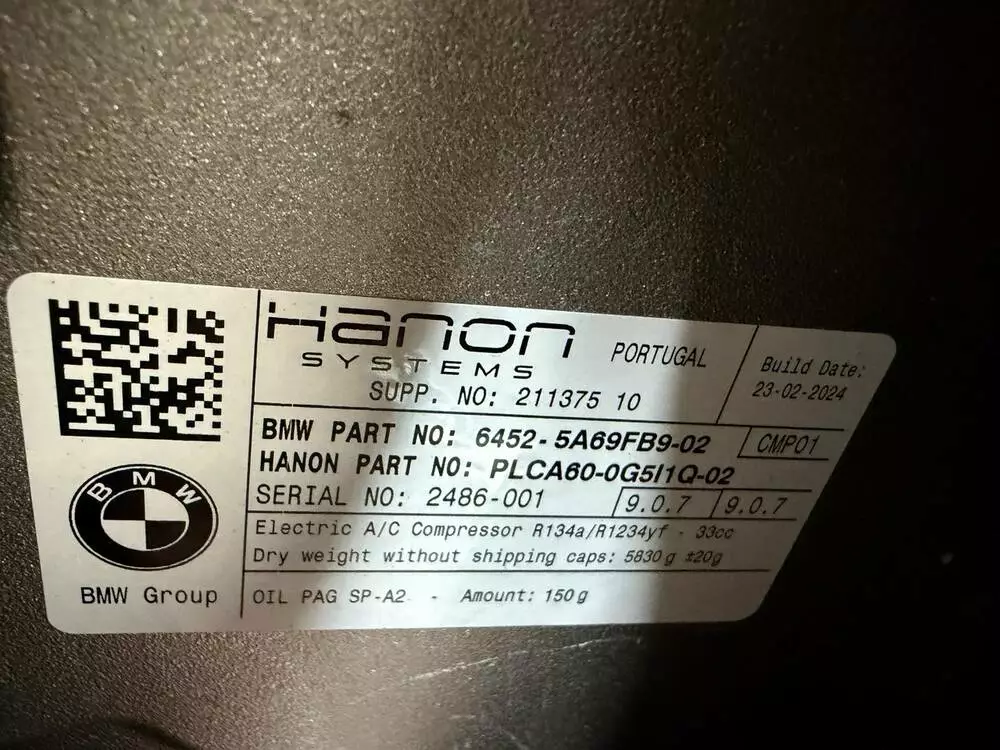 Hanon
SYSTEMS
PORTUGAL
SUPP. NO: 211375 10
Build Date:
23-02-2024
BMW PART NO: 6452-5A69FB9-02
CMP01
HANON PART NO: PLCA60-0G5I1Q-02
SERIAL NO: 2486-001
9.0.7 9.0.7
Electric A/C Compressor R134a/R1234yf - 33cc
Dry weight without shipping caps: 5830g ±20g
OIL PAG SP-A2 - Amount: 150g
BMW
BMW Group